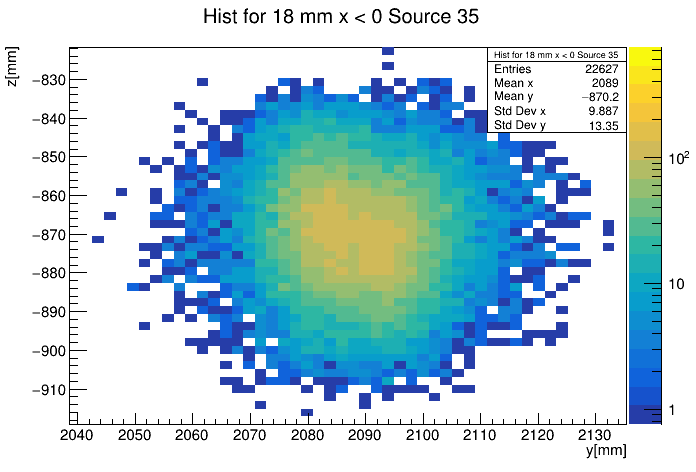 Hist for 18 mm x < 0 Source 35
z[mm]
Hist for 18 mm x < 0 Source 35
Entries 22627
Mean x 2089
Mean y −870.2
Std Dev x 9.887
Std Dev y 13.35
−830
−840
−850
−860
−870
−880
−890
−900
−910
10²
10
1
2040 2050 2060 2070 2080 2090 2100 2110 2120 2130
y[mm]